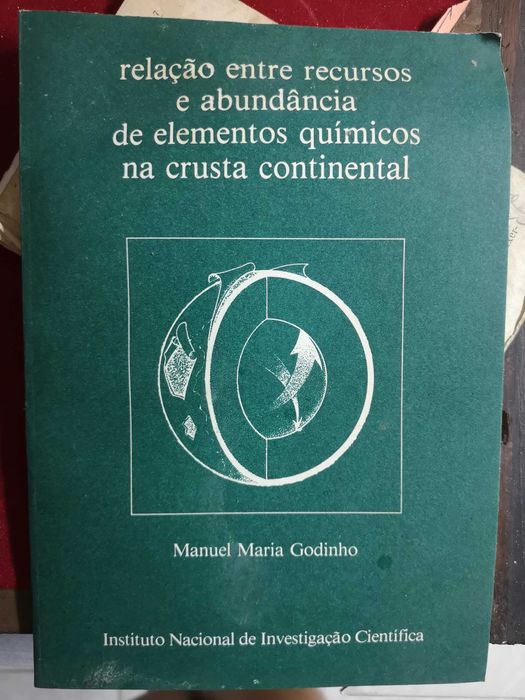 relação entre recursos
e abundância
de elementos químicos
na crusta continental
Manuel Maria Godinho
Instituto Nacional de Investigação Científica